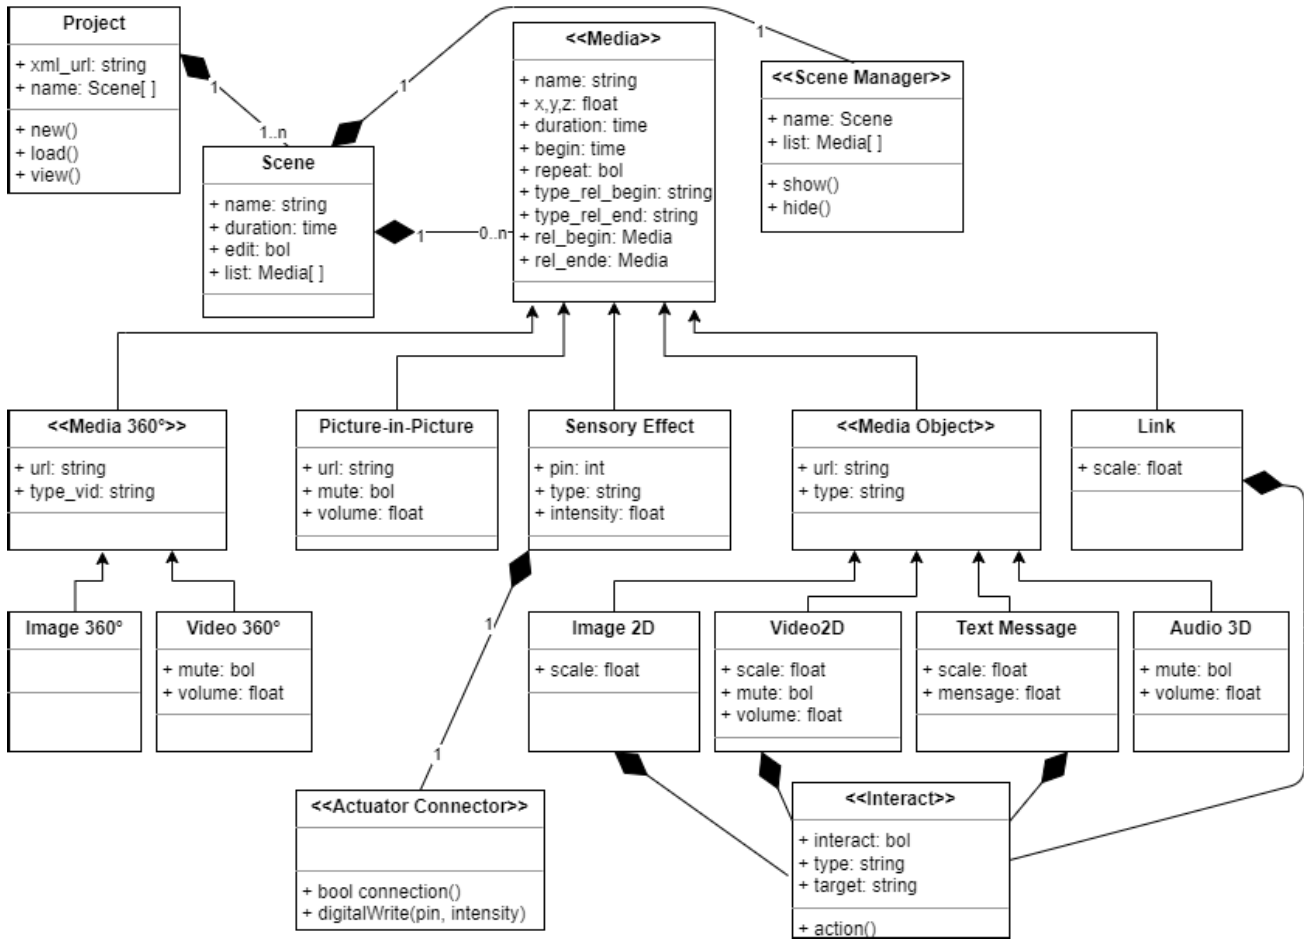 Project
+ xml_url: string
+ name: Scene[ ]
+ new()
+ load()
+ view()
1
1..n
Scene
+ name: string
+ duration: time
+ edit: bol
+ list: Media[ ]
1
0..n
1
1
<<Media>>
+ name: string
+ x,y,z: float
+ duration: time
+ begin: time
+ repeat: bol
+ type_rel_begin: string
+ type_rel_end: string
+ rel_begin: Media
+ rel_ende: Media
<<Scene Manager>>
+ name: Scene
+ list: Media[ ]
+ show()
+ hide()
<<Media 360º>>
+ url: string
+ type_vid: string
Picture-in-Picture
+ url: string
+ mute: bol
+ volume: float
Sensory Effect
+ pin: int
+ type: string
+ intensity: float
<<Media Object>>
+ url: string
+ type: string
Link
+ scale: float
Image 360º
Video 360º
+ mute: bol
+ volume: float
1
1
Image 2D
+ scale: float
Video2D
+ scale: float
+ mute: bol
+ volume: float
Text Message
+ scale: float
+ mensage: float
Audio 3D
+ mute: bol
+ volume: float
<<Actuator Connector>>
+ bool connection()
+ digitalWrite(pin, intensity)
<<Interact>>
+ interact: bol
+ type: string
+ target: string
+ action()